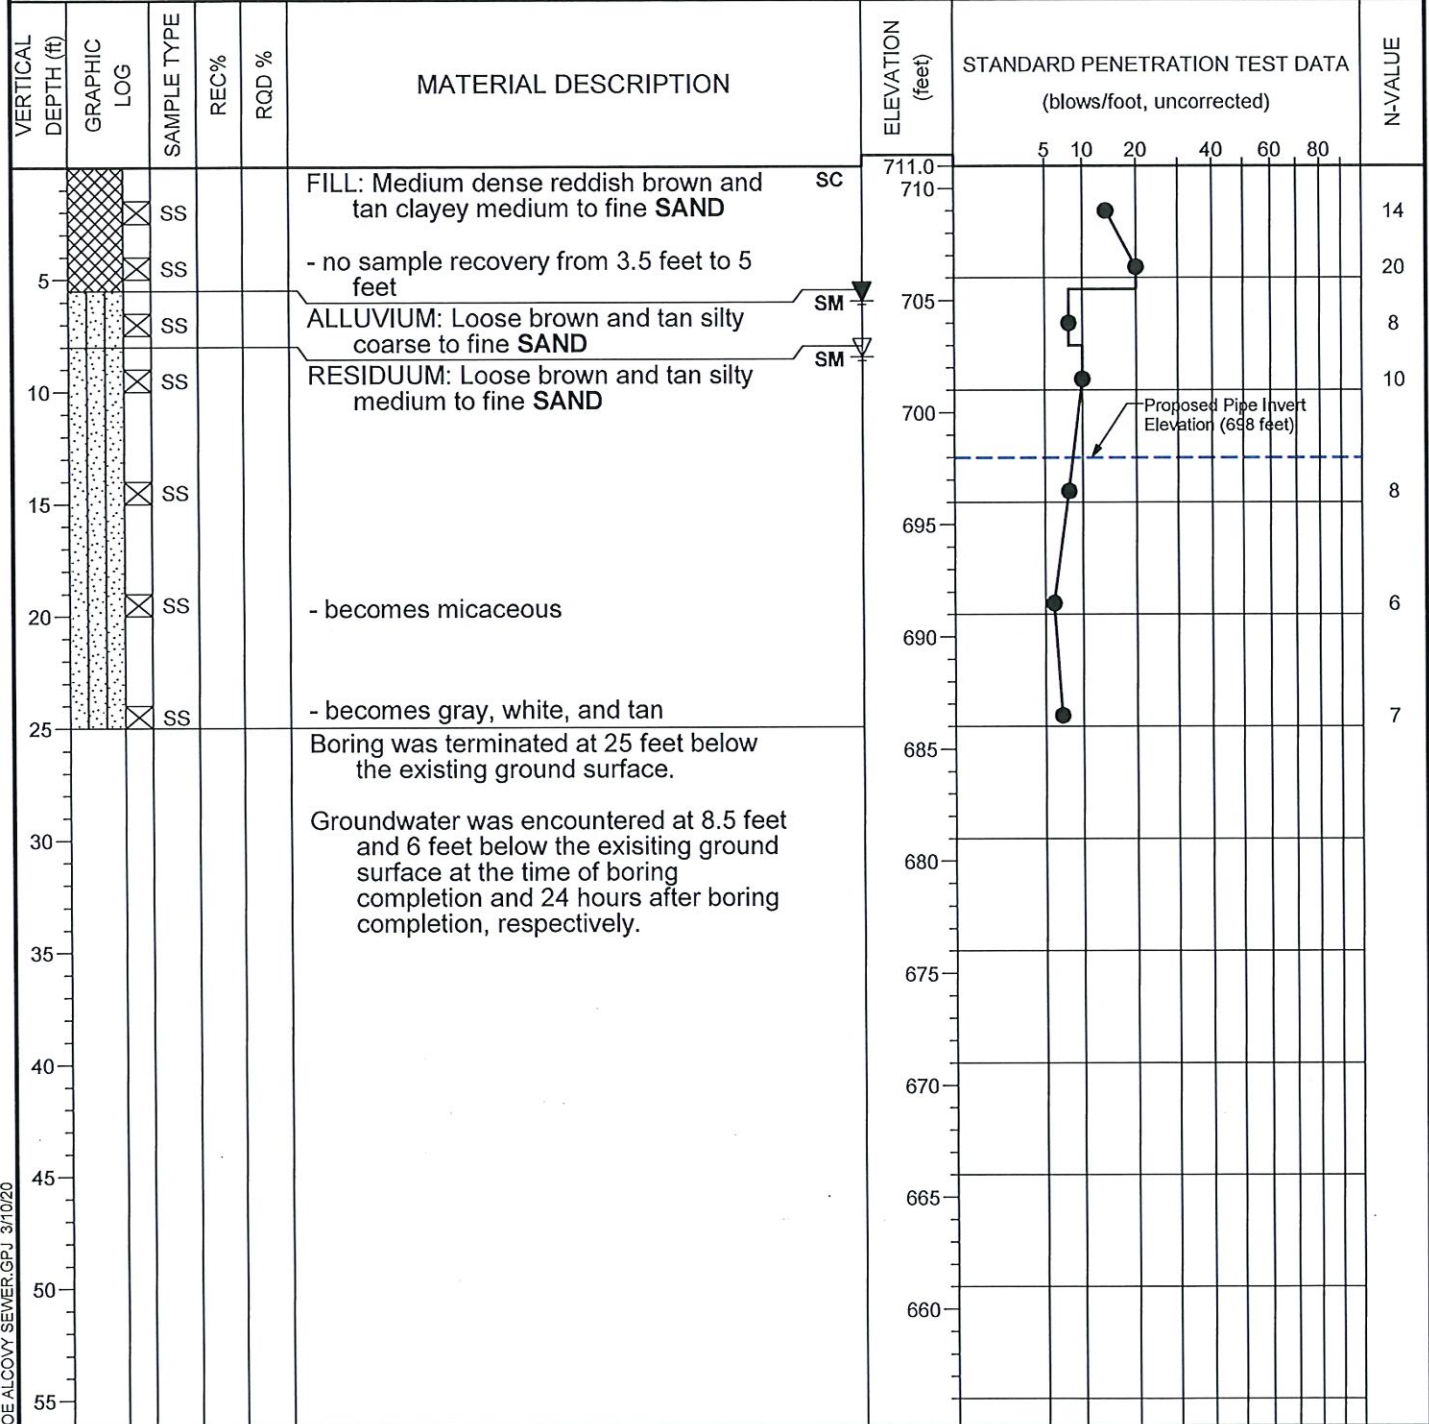 VERTICAL
DEPTH (ft)
GRAPHIC
LOG
SAMPLE TYPE
REC%
RQD %
MATERIAL DESCRIPTION
ELEVATION
(feet)
STANDARD PENETRATION TEST DATA
(blows/foot, uncorrected)
N-VALUE
5 10 20 40 60 80
711.0
FILL: Medium dense reddish brown and SC
710
tan clayey medium to fine SAND
SS
14
- no sample recovery from 3.5 feet to 5
feet
SS
20
5
SM
705
ALLUVIUM: Loose brown and tan silty
coarse to fine SAND
SS
8
SM
RESIDUUM: Loose brown and tan silty
medium to fine SAND
SS
10
10
700
Proposed Pipe Invert
Elevation (698 feet)
SS
8
15
695
- becomes micaceous
SS
6
20
690
- becomes gray, white, and tan
SS
7
25
685
Boring was terminated at 25 feet below
the existing ground surface.
Groundwater was encountered at 8.5 feet
and 6 feet below the exisiting ground
surface at the time of boring
completion and 24 hours after boring
completion, respectively.
30
680
35
675
40
670
45
665
50
660
55
OE ALCOVY SEWER.GPJ 3/10/20